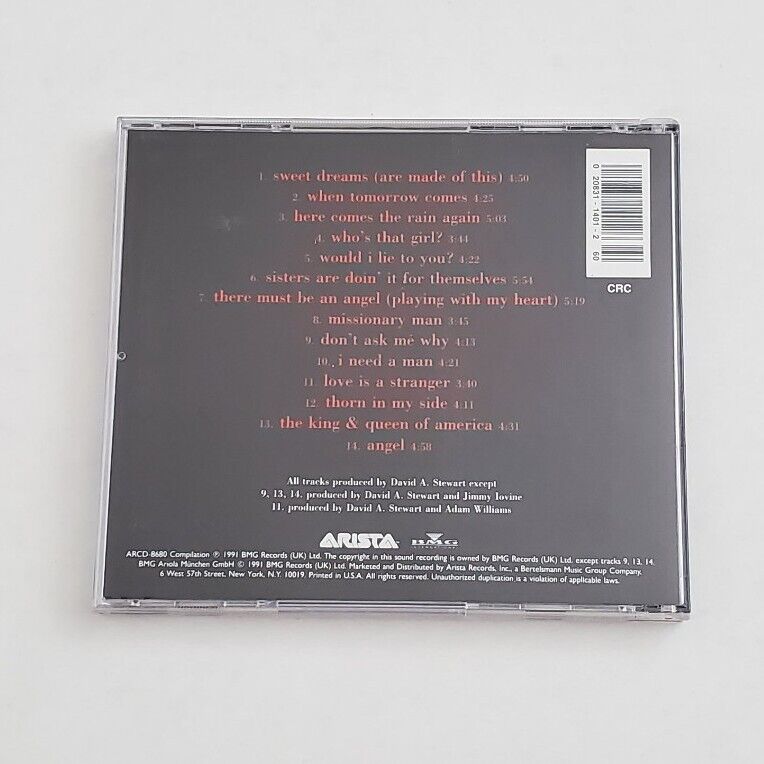 1. sweet dreams (are made of this) 4:50
2. when tomorrow comes 4:25
3. here comes the rain again 5:03
4. who's that girl? 3:44
5. would i lie to you? 4:22
6. sisters are doin' it for themselves 5:54
7. there must be an angel (playing with my heart) 5:19
8. missionary man 3:45
9. don't ask me why 4:13
10. i need a man 4:21
11. love is a stranger 3:40
12. thorn in my side 4:11
13. the king & queen of america 4:31
14. angel 4:58
0 20831-1401-2 60
CRC
All tracks produced by David A. Stewart except
9, 13, 14. produced by David A. Stewart and Jimmy Iovine
11. produced by David A. Stewart and Adam Williams
ARISTA BMG
INTERNATIONAL
ARCD-8680 Compilation ℗ 1991 BMG Records (UK) Ltd. The copyright in this sound recording is owned by BMG Records (UK) Ltd. except tracks 9, 13, 14.
BMG Ariola München GmbH © 1991 BMG Records (UK) Ltd. Marketed and Distributed by Arista Records, Inc., a Bertelsmann Music Group Company.
6 West 57th Street, New York, N.Y. 10019. Printed in U.S.A. All rights reserved. Unauthorized duplication is a violation of applicable laws.